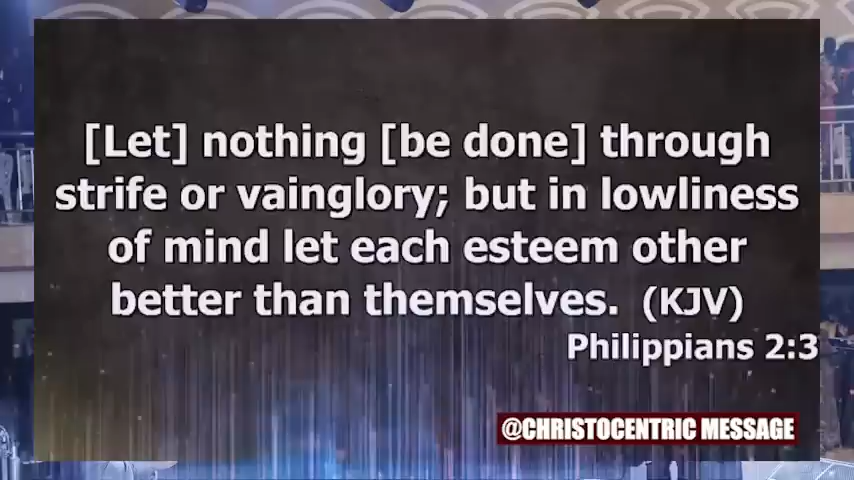 [Let] nothing [be done] through
strife or vainglory; but in lowliness
of mind let each esteem other
better than themselves. (KJV)
Philippians 2:3
@CHRISTOCENTRIC MESSAGE